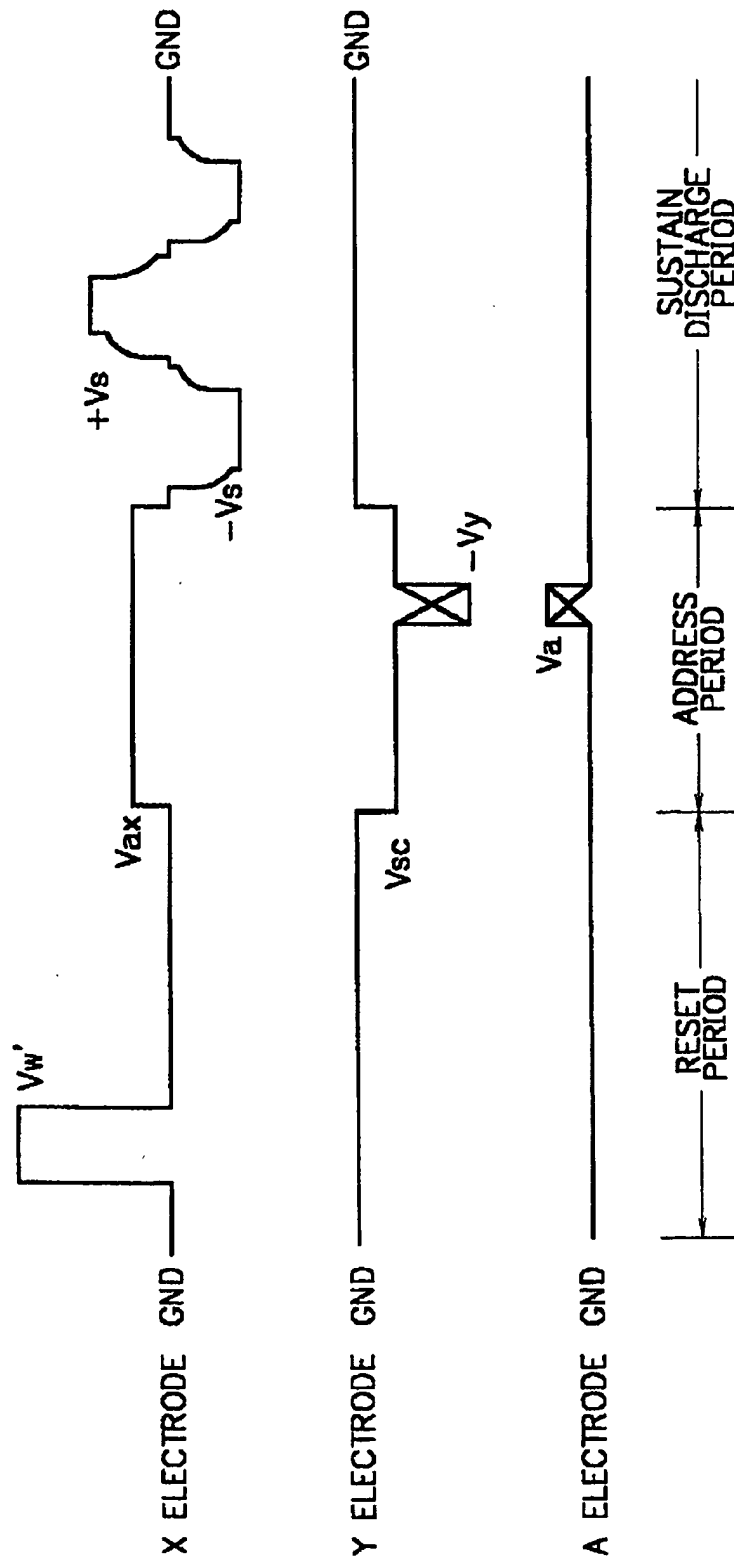 Vw'
Vax
+Vs
−Vs
X ELECTRODE GND
GND
Vsc
−Vy
Y ELECTRODE GND
GND
Va
A ELECTRODE GND
RESET
PERIOD
ADDRESS
PERIOD
SUSTAIN
DISCHARGE
PERIOD